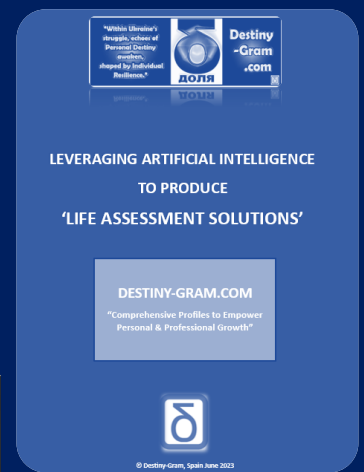 "Within Ukraine's
struggle, echoes of
Personal Destiny
awaken,
shaped by Individual
Resilience."
ДОЛЯ
Destiny
-Gram
.com
LEVERAGING ARTIFICIAL INTELLIGENCE
TO PRODUCE
‘LIFE ASSESSMENT SOLUTIONS’
DESTINY-GRAM.COM
“Comprehensive Profiles to Empower
Personal & Professional Growth”
δ
© Destiny-Gram, Spain June 2023